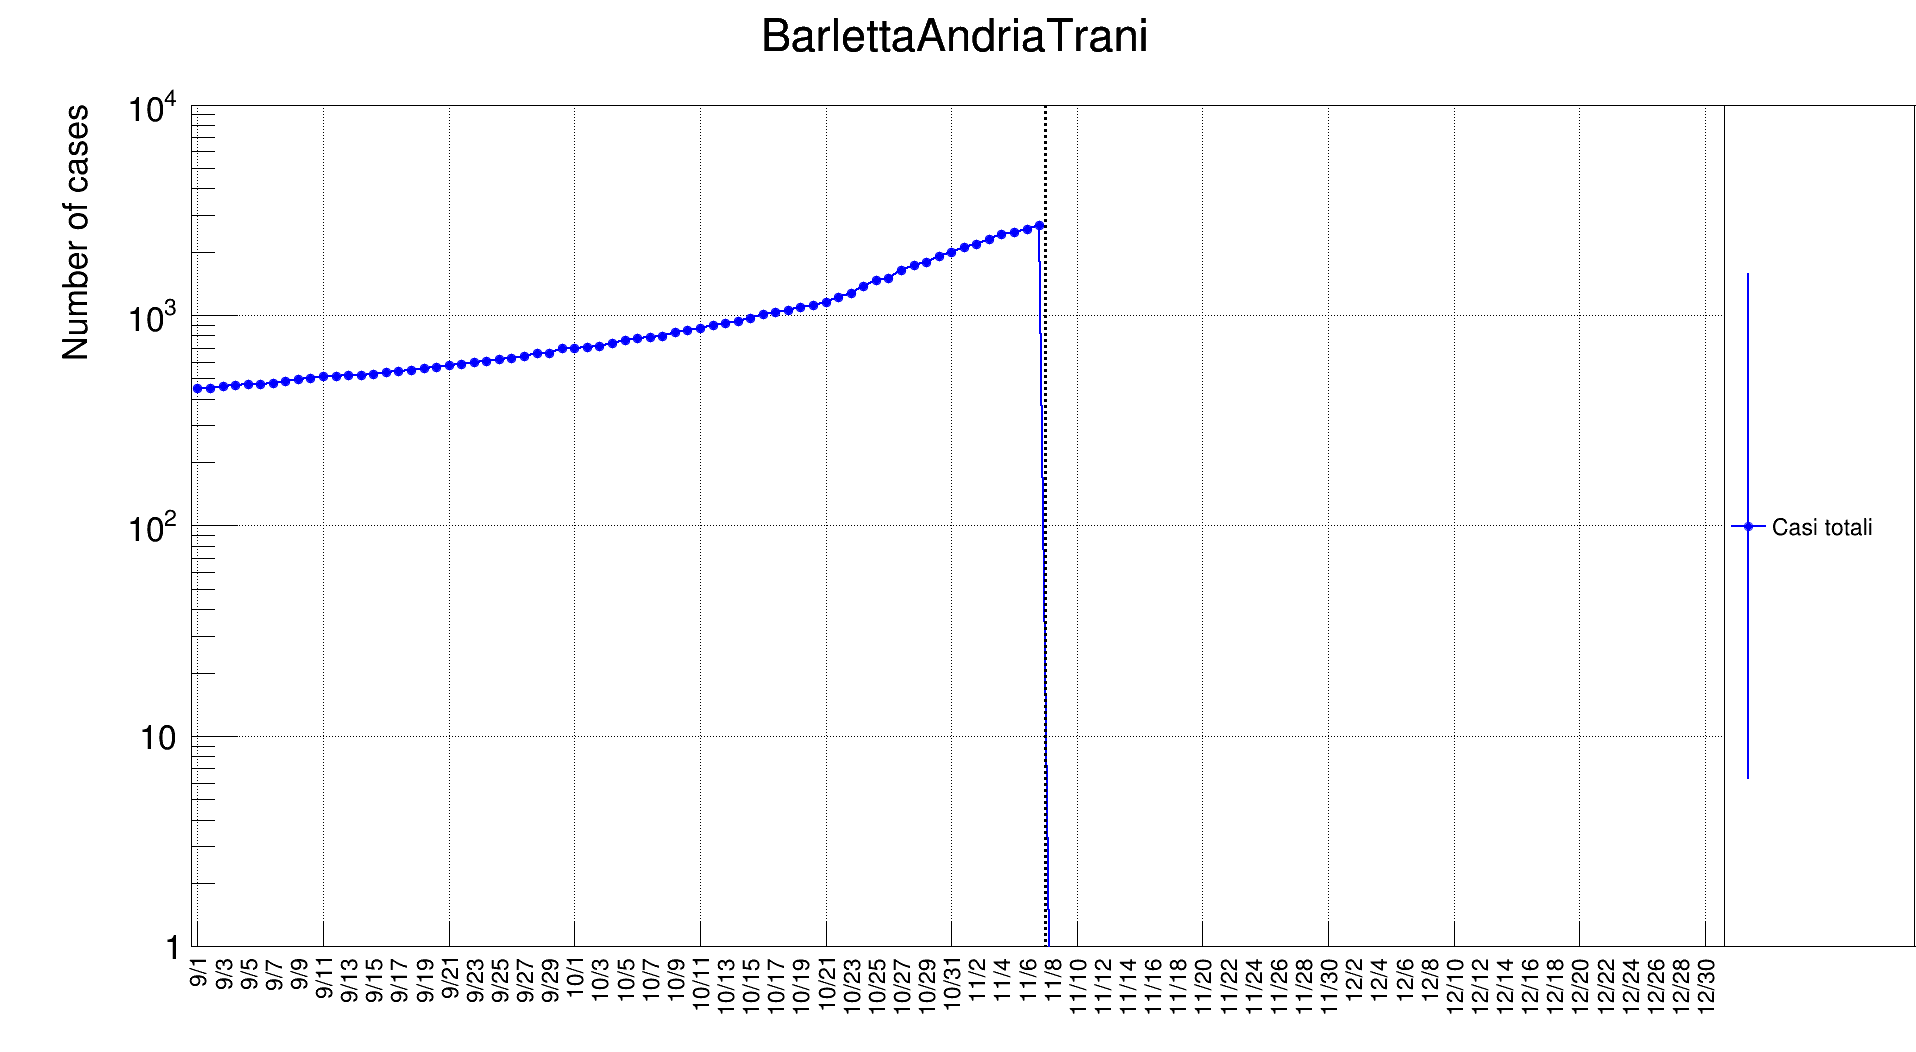 BarlettaAndriaTrani
Number of cases
10^4
10^3
10^2
10
1
9/1 9/3 9/5 9/7 9/9 9/11 9/13 9/15 9/17 9/19 9/21 9/23 9/25 9/27 9/29 10/1 10/3 10/5 10/7 10/9 10/11 10/13 10/15 10/17 10/19 10/21 10/23 10/25 10/27 10/29 10/31 11/2 11/4 11/6 11/8 11/10 11/12 11/14 11/16 11/18 11/20 11/22 11/24 11/26 11/28 11/30 12/2 12/4 12/6 12/8 12/10 12/12 12/14 12/16 12/18 12/20 12/22 12/24 12/26 12/28 12/30
Casi totali